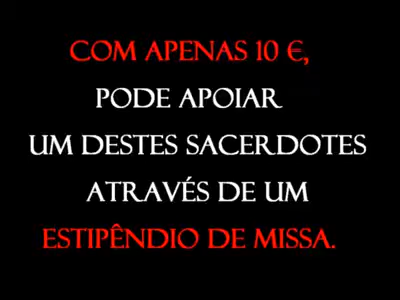 COM APENAS 10 €,
PODE APOIAR
UM DESTES SACERDOTES
ATRAVÉS DE UM
ESTIPÊNDIO DE MISSA.